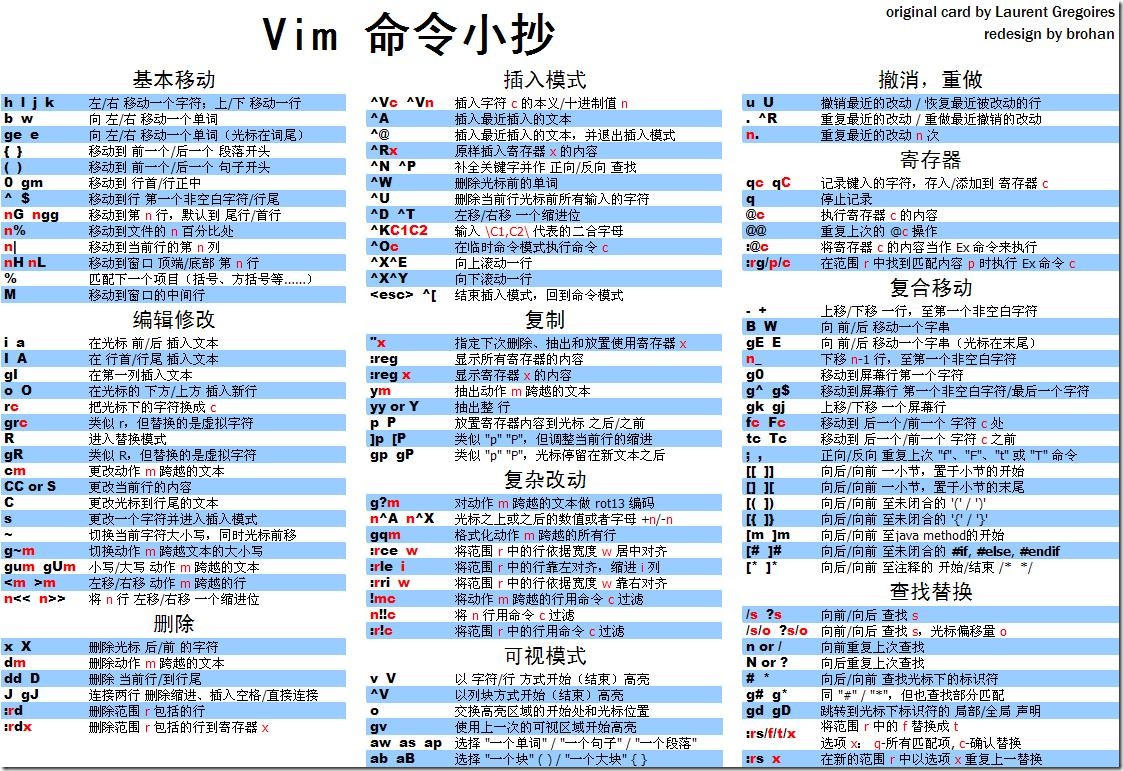 Vim 命令小抄
original card by Laurent Gregoires
redesign by brohan
基本移动
h l j k 左/右 移动一个字符；上/下 移动一行
b w 向 左/右 移动一个单词
ge e 向 左/右 移动一个单词（光标在词尾）
{ } 移动到 前一个/后一个 段落开头
( ) 移动到 前一个/后一个 句子开头
0 gm 移动到 行首/行正中
^ $ 移动到行 第一个非空白字符/行尾
nG ngg 移动到第 n 行，默认到 尾行/首行
n% 移动到文件的 n 百分比处
n| 移动到当前行的第 n 列
nH nL 移动到窗口 顶端/底部 第 n 行
% 匹配下一个项目（括号、方括号等……）
M 移动到窗口的中间行
编辑修改
i a 在光标 前/后 插入文本
I A 在 行首/行尾 插入文本
gI 在第一列插入文本
o O 在光标的 下方/上方 插入新行
rc 把光标下的字符换成 c
grc 类似 r，但替换的是虚拟字符
R 进入替换模式
gR 类似 R，但替换的是虚拟字符
cm 更改动作 m 跨越的文本
CC or S 更改当前行的内容
C 更改光标到行尾的文本
s 更改一个字符并进入插入模式
~ 切换当前字符大小写，同时光标前移
g~m 切换动作 m 跨越文本的大小写
gum gUm 小写/大写 动作 m 跨越的文本
<m >m 左移/右移 动作 m 跨越的行
n<< n>> 将 n 行 左移/右移 一个缩进位
删除
x X 删除光标 后/前 的字符
dm 删除动作 m 跨越的文本
dd D 删除 当前行/到行尾
J gJ 连接两行 删除缩进、插入空格/直接连接
:rd 删除范围 r 包括的行
:rdx 删除范围 r 包括的行到寄存器 x
插入模式
^Vc ^Vn 插入字符 c 的本义/十进制值 n
^A 插入最近插入的文本
^@ 插入最近插入的文本，并退出插入模式
^Rx 原样插入寄存器 x 的内容
^N ^P 补全关键字并作 正向/反向 查找
^W 删除光标前的单词
^U 删除当前行光标前所有输入的字符
^D ^T 左移/右移 一个缩进位
^KC1C2 输入 \C1,C2\ 代表的二合字母
^Oc 在临时命令模式执行命令 c
^X^E 向上滚动一行
^X^Y 向下滚动一行
<esc> ^[ 结束插入模式，回到命令模式
复制
"x 指定下次删除、抽出和放置使用寄存器 x
:reg 显示所有寄存器的内容
:reg x 显示寄存器 x 的内容
ym 抽出动作 m 跨越的文本
yy or Y 抽出整 行
p P 放置寄存器内容到光标 之后/之前
]p [P 类似 "p" "P"，但调整当前行的缩进
gp gP 类似 "p" "P"，光标停留在新文本之后
复杂改动
g?m 对动作 m 跨越的文本做 rot13 编码
n^A n^X 光标之上或之后的数值或者字母 +n/-n
gqm 格式化动作 m 跨越的所有行
:rce w 将范围 r 中的行依据宽度 w 居中对齐
:rle i 将范围 r 中的行靠左对齐，缩进 i 列
:rri w 将范围 r 中的行依据宽度 w 靠右对齐
!mc 将动作 m 跨越的行用命令 c 过滤
n!!c 将 n 行用命令 c 过滤
:r!c 将范围 r 中的行用命令 c 过滤
可视模式
v V 以 字符/行 方式开始（结束）高亮
^V 以列块方式开始（结束）高亮
o 交换高亮区域的开始处和光标位置
gv 使用上一次的可视区域开始高亮
aw as ap 选择 "一个单词" / "一个句子" / "一个段落"
ab aB 选择 "一个块" ( ) / "一个大块" { }
撤消，重做
u U 撤销最近的改动 / 恢复最近被改动的行
. ^R 重复最近的改动 / 重做最近撤销的改动
n. 重复最近的改动 n 次
寄存器
qc qC 记录键入的字符，存入/添加到 寄存器 c
q 停止记录
@c 执行寄存器 c 的内容
@@ 重复上次的 @c 操作
:@c 将寄存器 c 的内容当作 Ex 命令来执行
:rg/p/c 在范围 r 中找到匹配内容 p 时执行 Ex 命令 c
复合移动
- + 上移/下移 一行，至第一个非空白字符
B W 向 前/后 移动一个字串
gE E 向 前/后 移动一个字串（光标在末尾）
n_ 下移 n-1 行，至第一个非空白字符
g0 移动到屏幕行第一个字符
g^ g$ 移动到屏幕行 第一个非空白字符/最后一个字符
gk gj 上移/下移 一个屏幕行
fc Fc 移动到 后一个/前一个 字符 c 处
tc Tc 移动到 后一个/前一个 字符 c 之前
; , 正向/反向 重复上次 "f"、"F"、"t" 或 "T" 命令
[[ ]] 向后/向前 一小节，置于小节的开始
[] ][ 向后/向前 一小节，置于小节的末尾
[( ]) 向后/向前 至未闭合的 '(' / ')'
[{ ]} 向后/向前 至未闭合的 '{' / '}'
[m ]m 向后/向前 至java method的开始
[# ]# 向后/向前 至未闭合的 #if, #else, #endif
[* ]* 向后/向前 至注释的 开始/结束 /* */
查找替换
/s ?s 向前/向后 查找 s
/s/o ?s/o 向前/向后 查找 s，光标偏移量 o
n or / 向前重复上次查找
N or ? 向后重复上次查找
# * 向后/向前 查找光标下的标识符
g# g* 同 "#" / "*"，但也查找部分匹配
gd gD 跳转到光标下标识符的 局部/全局 声明
:rs/f/t/x 将范围 r 中的 f 替换成 t
选项 x： q-所有匹配项, c-确认替换
:rs x 在新的范围 r 中以选项 x 重复上一替换